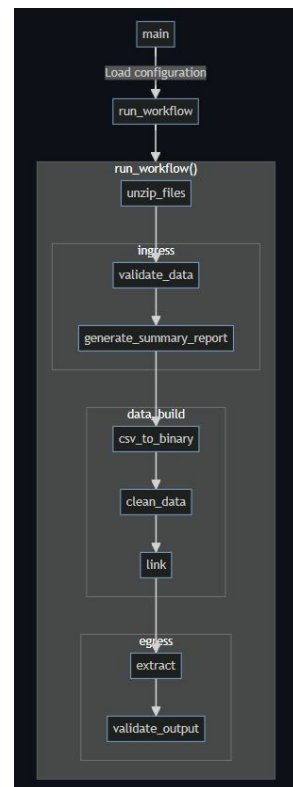 main
Load configuration
run_workflow
run_workflow()
unzip_files
ingress
validate_data
generate_summary_report
data_build
csv_to_binary
clean_data
link
egress
extract
validate_output